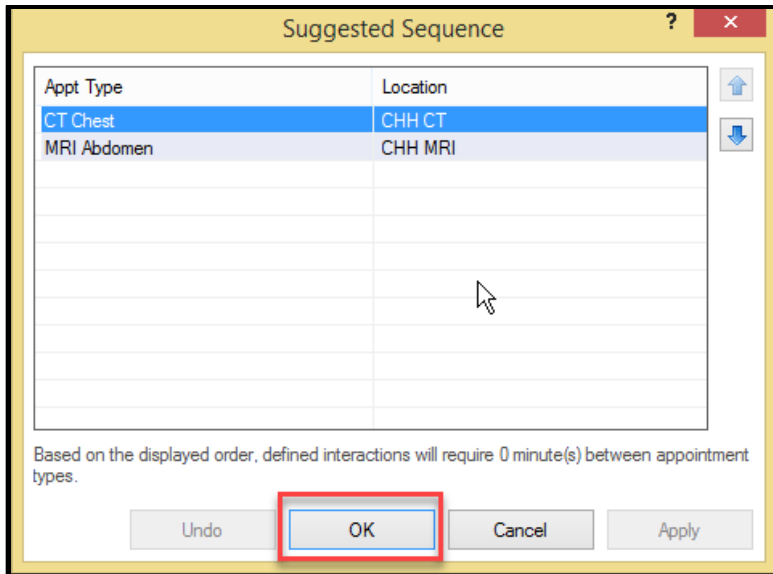 Suggested Sequence ? ×
Appt Type Location
CT Chest CHH CT
MRI Abdomen CHH MRI
Based on the displayed order, defined interactions will require 0 minute(s) between appointment
types.
Undo OK Cancel Apply